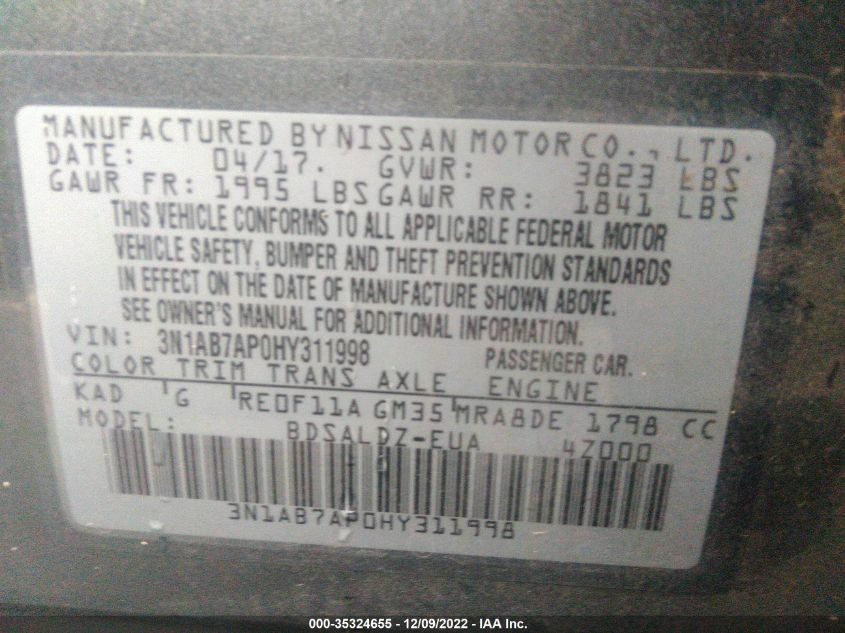 MANUFACTURED BY NISSAN MOTOR CO., LTD.
DATE: 04/17. GVWR: 3823 LBS
GAWR FR: 1995 LBS GAWR RR: 1841 LBS
THIS VEHICLE CONFORMS TO ALL APPLICABLE FEDERAL MOTOR
VEHICLE SAFETY, BUMPER AND THEFT PREVENTION STANDARDS
IN EFFECT ON THE DATE OF MANUFACTURE SHOWN ABOVE.
SEE OWNER'S MANUAL FOR ADDITIONAL INFORMATION.
VIN: 3N1AB7AP0HY311998 PASSENGER CAR.
COLOR TRIM TRANS AXLE ENGINE
KAD G RE0F11A GM35 MRA8DE 1798 CC
MODEL: BDSALDZ-EUA 4Z000
3N1AB7AP0HY311998
000-35324655 - 12/09/2022 - IAA Inc.